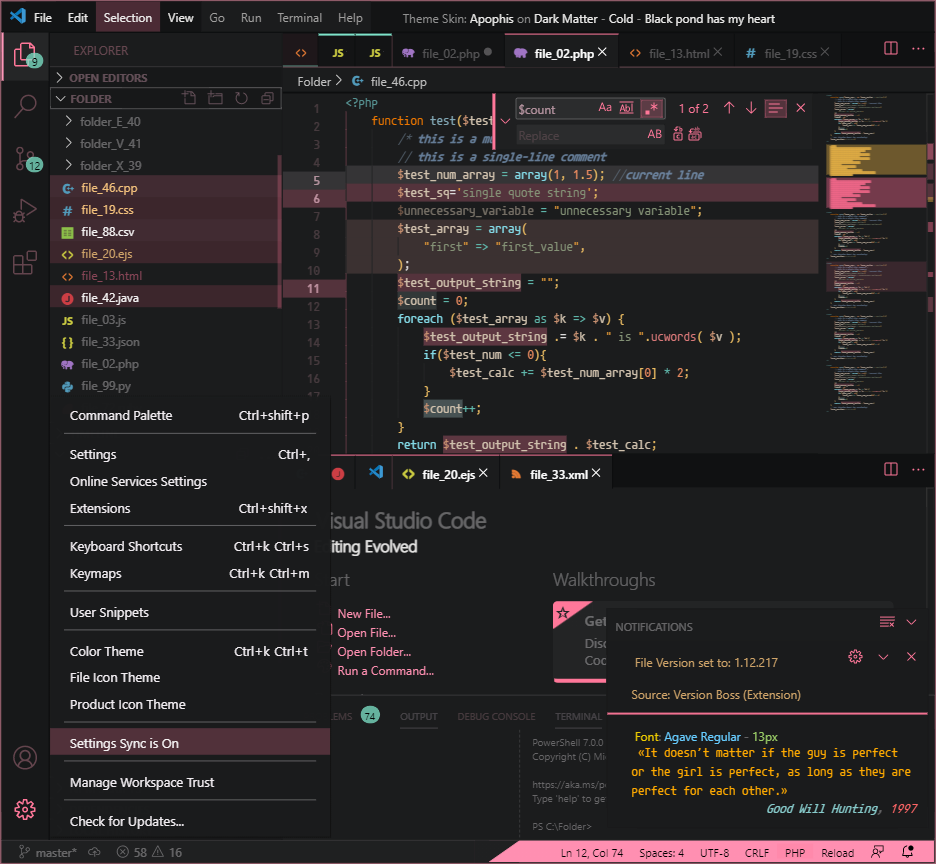 File Edit Selection View Go Run Terminal Help Theme Skin: Apophis on Dark Matter - Cold - Black pond has my heart
EXPLORER
9
12
OPEN EDITORS
FOLDER
folder_E_40
folder_V_41
folder_X_39
file_46.cpp
file_19.css
file_88.csv
file_20.ejs
file_13.html
file_42.java
file_03.js
file_33.json
file_02.php
file_99.py
JS JS file_02.php file_02.php file_13.html file_19.css
Folder file_46.cpp
$count Aa Abl .* 1 of 2
Replace AB
1 <?php
2 function test($test
3 /* this is a mu
4 // this is a single-line comment
5 $test_num_array = array(1, 1.5); //current line
6 $test_sq='single quote string';
7 $unnecessary_variable = "unnecessary variable";
8 $test_array = array(
9 "first" => "first_value",
10 );
11 $test_output_string = "";
12 $count = 0;
13 foreach ($test_array as $k => $v) {
14 $test_output_string .= $k . " is ".ucwords( $v );
15 if($test_num <= 0){
16 $test_calc += $test_num_array[0] * 2;
}
$count++;
}
return $test_output_string . $test_calc;
Command Palette Ctrl+shift+p
Settings Ctrl+,
Online Services Settings
Extensions Ctrl+shift+x
Keyboard Shortcuts Ctrl+k Ctrl+s
Keymaps Ctrl+k Ctrl+m
User Snippets
Color Theme Ctrl+k Ctrl+t
File Icon Theme
Product Icon Theme
Settings Sync is On
Manage Workspace Trust
Check for Updates...
file_20.ejs file_33.xml
isual Studio Code
iting Evolved
art
New File...
Open File...
Open Folder...
Run a Command...
Walkthroughs
Get
Disc
Coc
EMS 74 OUTPUT DEBUG CONSOLE TERMINAL
PowerShell 7.0.0
Copyright (C) Mi
https://aka.ms/p
Type 'help' to ge
PS C:\Folder>
NOTIFICATIONS
File Version set to: 1.12.217
Source: Version Boss (Extension)
Font: Agave Regular - 13px
«It doesn't matter if the guy is perfect
or the girl is perfect, as long as they are
perfect for each other.»
Good Will Hunting, 1997
master* 58 16 Ln 12, Col 74 Spaces: 4 UTF-8 CRLF PHP Reload